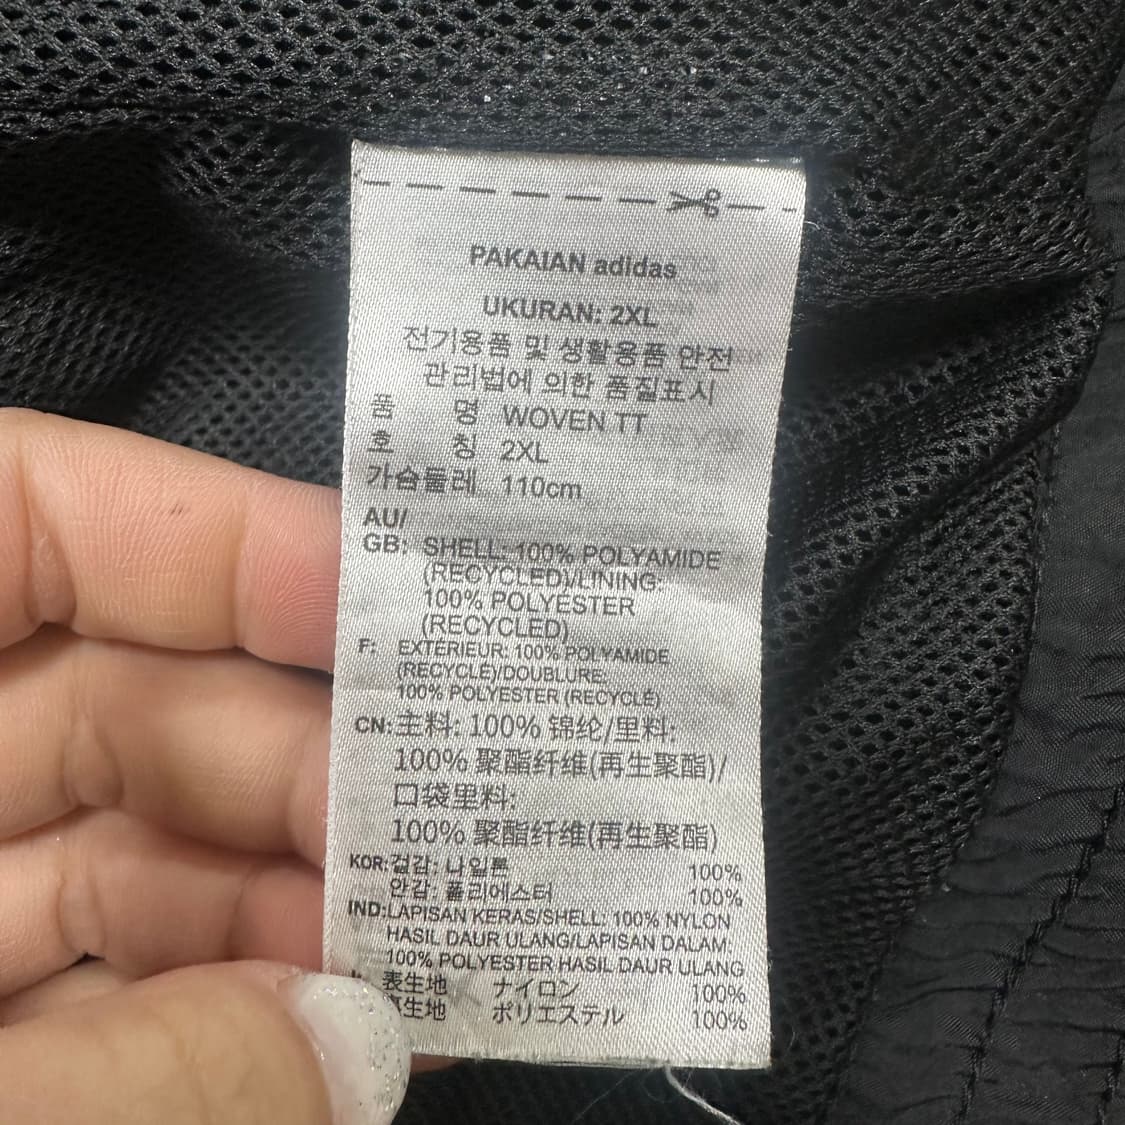 PAKAIAN adidas
UKURAN: 2XL
전기용품 및 생활용품 안전
관리법에 의한 품질표시
품 명 WOVEN TT
호 칭 2XL
가슴둘레 110cm
AU/
GB: SHELL: 100% POLYAMIDE
(RECYCLED)/LINING:
100% POLYESTER
(RECYCLED)
F: EXTÉRIEUR: 100% POLYAMIDE
(RECYCLÉ)/DOUBLURE:
100% POLYESTER (RECYCLÉ)
CN: 主料: 100% 锦纶/里料:
100% 聚酯纤维(再生聚酯)/
口袋里料:
100% 聚酯纤维(再生聚酯)
KOR: 겉감: 나일론 100%
안감: 폴리에스터 100%
IND: LAPISAN KERAS/SHELL: 100% NYLON
HASIL DAUR ULANG/LAPISAN DALAM:
100% POLYESTER HASIL DAUR ULANG
表生地 ナイロン 100%
裏生地 ポリエステル 100%